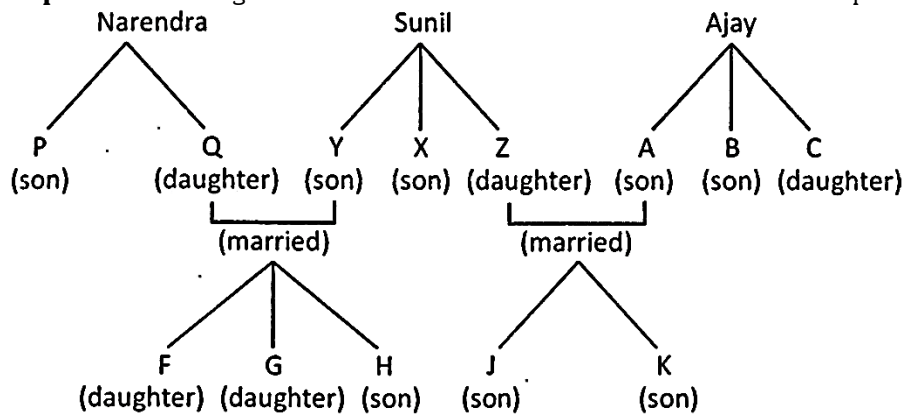 Narendra Sunil Ajay
P Q Y X Z A B C
(son) (daughter) (son) (son) (daughter) (son) (son) (daughter)
(married) (married)
F G H J K
(daughter) (daughter) (son) (son) (son)